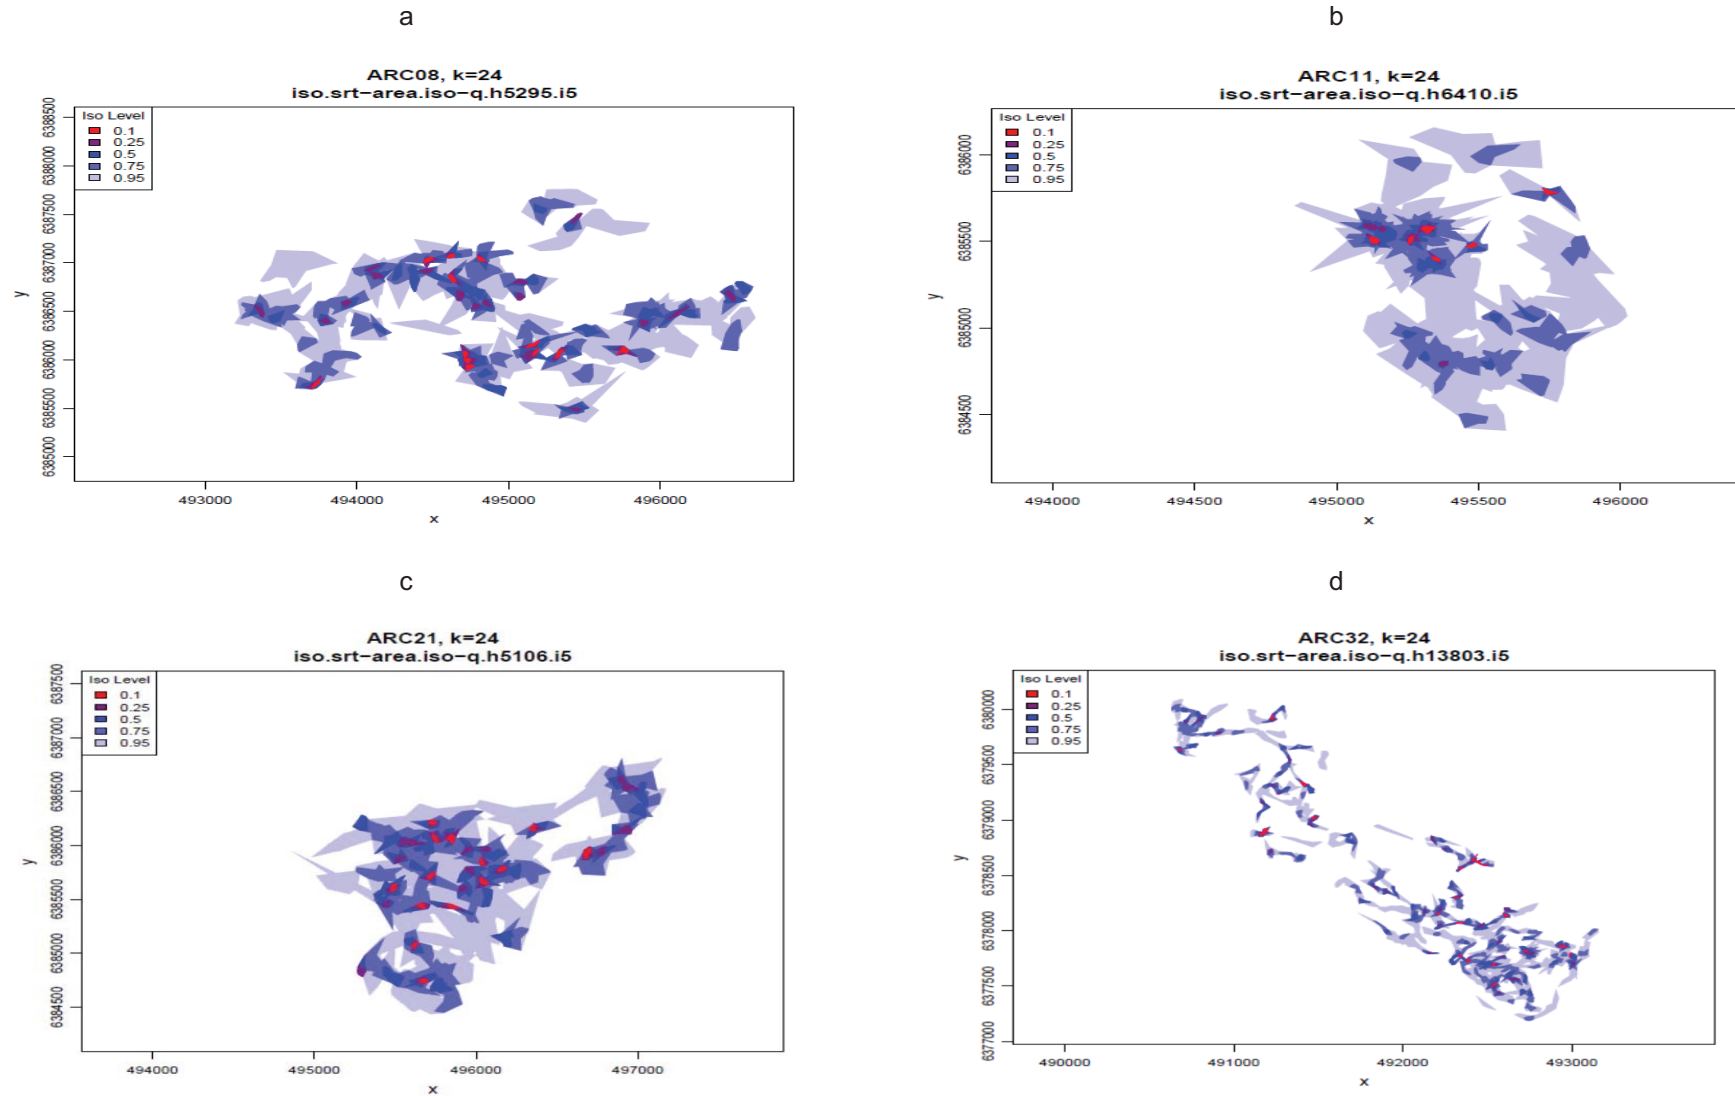 a
ARC08, k=24
iso.srt-area.iso-q.h5295.i5
Iso Level
0.1
0.25
0.5
0.75
0.95
6388500
6388000
6387500
6387000
6386500
6386000
6385500
6385000
y
493000 494000 495000 496000
x
b
ARC11, k=24
iso.srt-area.iso-q.h6410.i5
Iso Level
0.1
0.25
0.5
0.75
0.95
6386000
6385500
6385000
6384500
y
494000 494500 495000 495500 496000
x
c
ARC21, k=24
iso.srt-area.iso-q.h5106.i5
Iso Level
0.1
0.25
0.5
0.75
0.95
6387500
6387000
6386500
6386000
6385500
6385000
6384500
y
494000 495000 496000 497000
x
d
ARC32, k=24
iso.srt-area.iso-q.h13803.i5
Iso Level
0.1
0.25
0.5
0.75
0.95
6380000
6379500
6379000
6378500
6378000
6377500
6377000
y
490000 491000 492000 493000
x